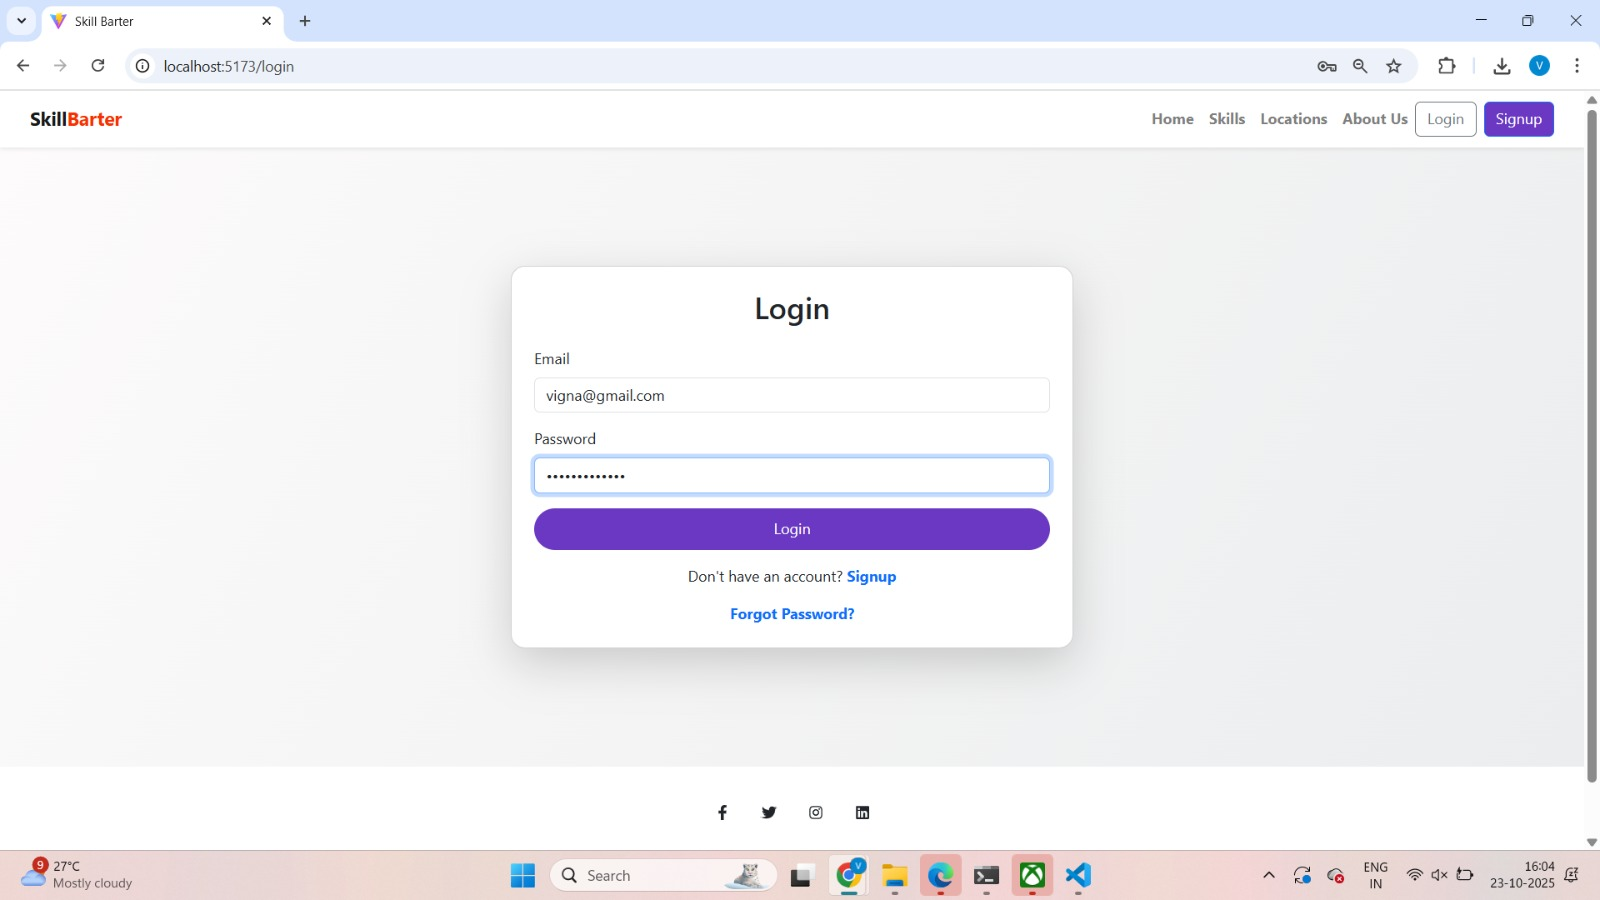 Skill Barter
localhost:5173/login
V
SkillBarter
Home Skills Locations About Us Login Signup
Login
Email
vigna@gmail.com
Password
•••••••••••••
Login
Don't have an account? Signup
Forgot Password?
9
27°C
Mostly cloudy
Search
V
ENG
IN
16:04
23-10-2025